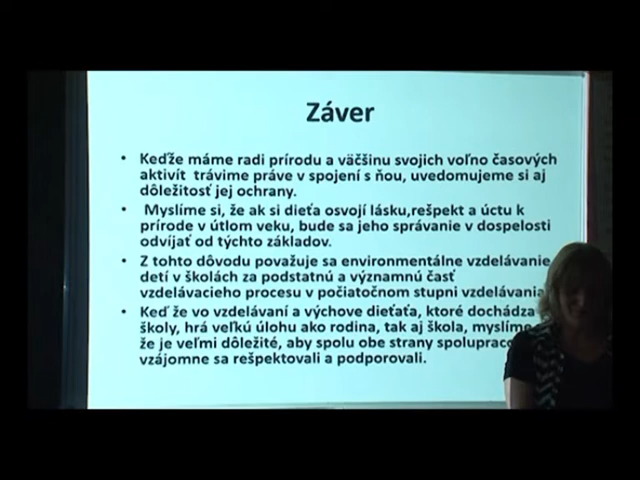 Záver
• Keďže máme radi prírodu a väčšinu svojich voľno časových
aktivít trávime práve v spojení s ňou, uvedomujeme si aj
dôležitosť jej ochrany.
• Myslíme si, že ak si dieťa osvojí lásku,rešpekt a úctu k
prírode v útlom veku, bude sa jeho správanie v dospelosti
odvíjať od týchto základov.
• Z tohto dôvodu považuje sa environmentálne vzdelávanie
detí v školách za podstatnú a významnú časť
vzdelávacieho procesu v počiatočnom stupni vzdelávania
• Keď že vo vzdelávaní a výchove dieťaťa, ktoré dochádza
školy, hrá veľkú úlohu ako rodina, tak aj škola, myslíme
že je veľmi dôležité, aby spolu obe strany
vzájomne sa rešpektovali a podporovali.